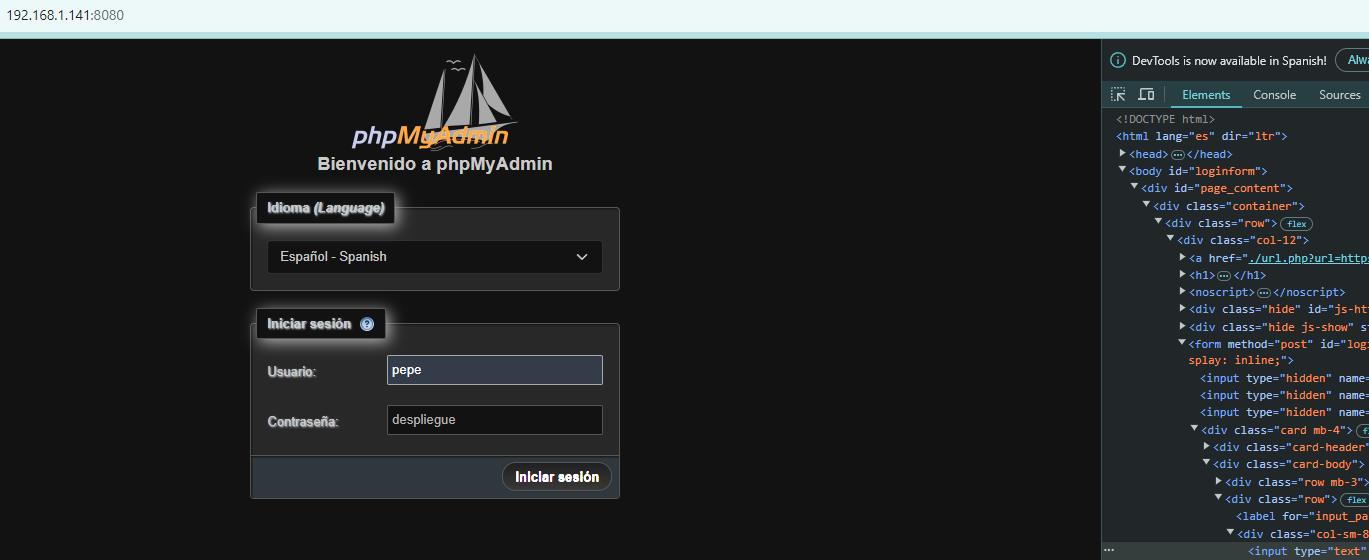 192.168.1.141:8080
phpMyAdmin
Bienvenido a phpMyAdmin
Idioma (Language)
Español - Spanish
Iniciar sesión
Usuario:
pepe
Contraseña:
despliegue
Iniciar sesión
DevTools is now available in Spanish!
Elements Console Sources
<!DOCTYPE html>
<html lang="es" dir="ltr">
<head>…</head>
<body id="loginform">
<div id="page_content">
<div class="container">
<div class="row"> flex
<div class="col-12">
<a href="./url.php?url=https
<h1>…</h1>
<noscript>…</noscript>
<div class="hide" id="js-ht
<div class="hide js-show" st
<form method="post" id="logi
splay: inline;">
<input type="hidden" name=
<input type="hidden" name=
<input type="hidden" name=
<div class="card mb-4">
<div class="card-header"
<div class="card-body">
<div class="row mb-3">
<div class="row"> flex
<label for="input_pa
<div class="col-sm-8
<input type="text"